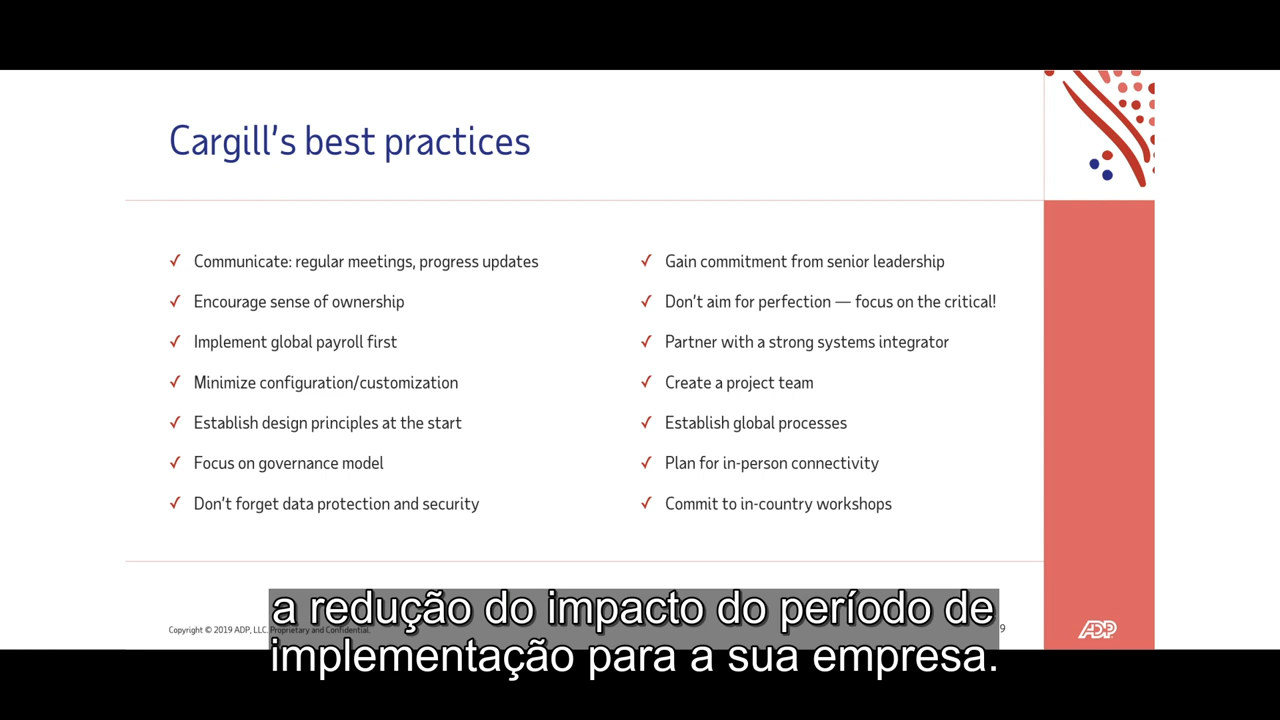 Cargill’s best practices
✓ Communicate: regular meetings, progress updates
✓ Encourage sense of ownership
✓ Implement global payroll first
✓ Minimize configuration/customization
✓ Establish design principles at the start
✓ Focus on governance model
✓ Don’t forget data protection and security
✓ Gain commitment from senior leadership
✓ Don’t aim for perfection — focus on the critical!
✓ Partner with a strong systems integrator
✓ Create a project team
✓ Establish global processes
✓ Plan for in-person connectivity
✓ Commit to in-country workshops
a redução do impacto do período de
implementação para a sua empresa.
Copyright © 2019 ADP, LLC. Proprietary and Confidential.
9
ADP